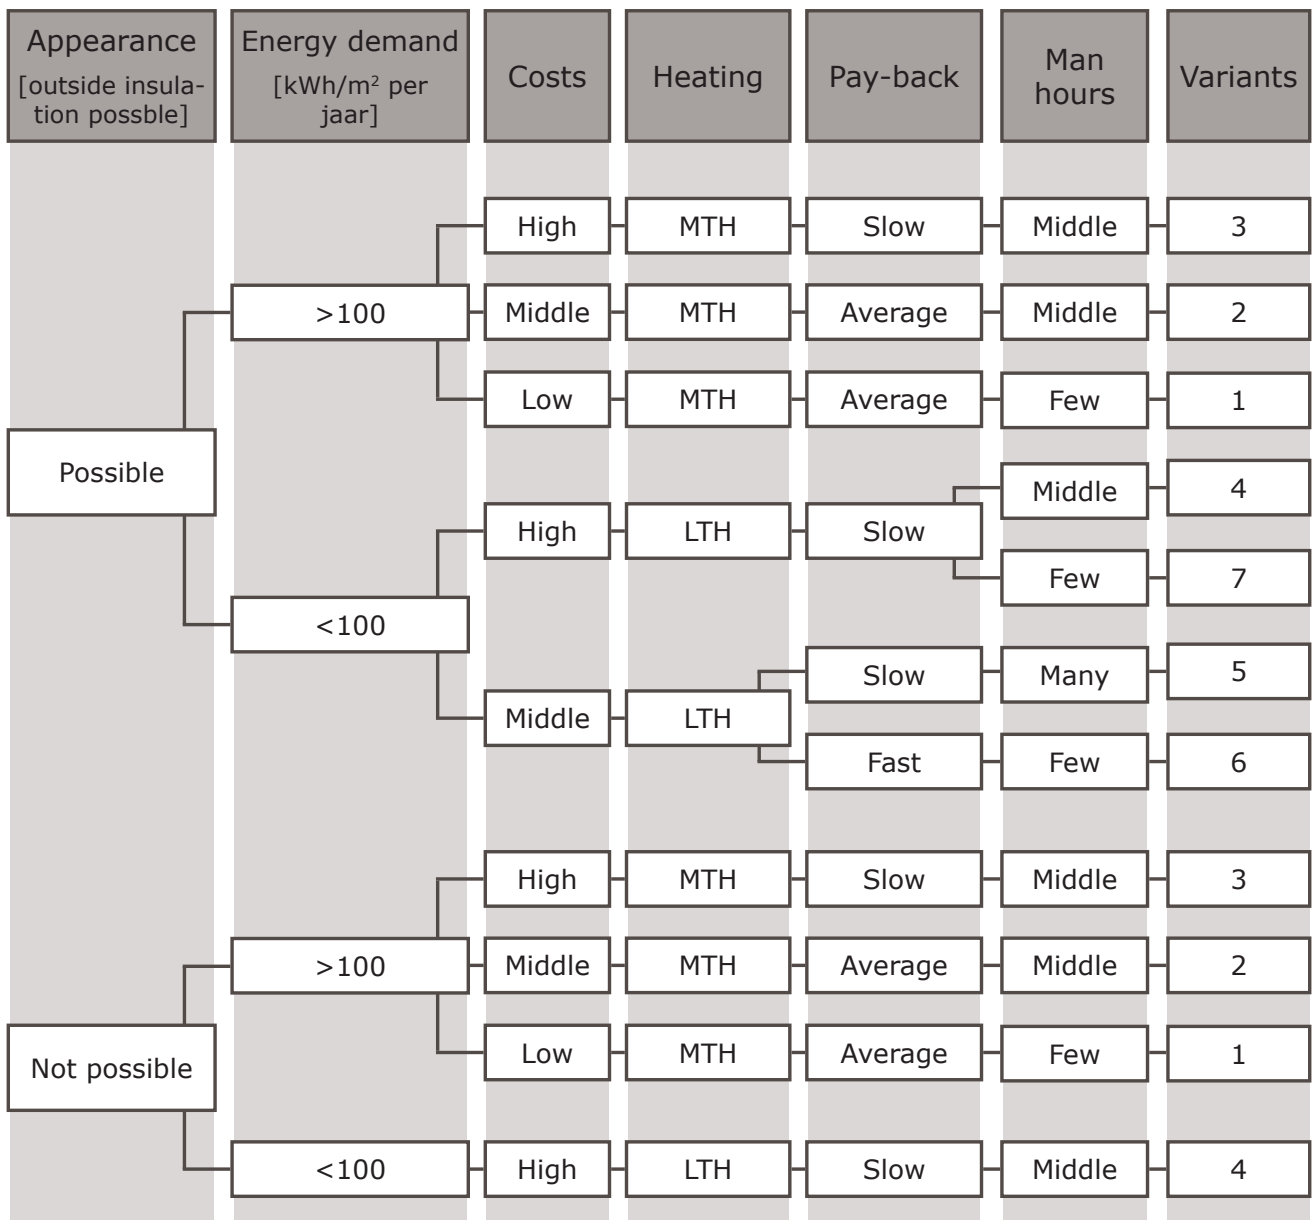 Appearance
[outside insula-
tion possble]
Energy demand
[kWh/m² per
jaar]
Costs
Heating
Pay-back
Man
hours
Variants
High MTH Slow Middle 3
>100 Middle MTH Average Middle 2
Low MTH Average Few 1
Possible
Middle 4
High LTH Slow
Few 7
<100
Slow Many 5
Middle LTH
Fast Few 6
High MTH Slow Middle 3
>100 Middle MTH Average Middle 2
Low MTH Average Few 1
Not possible
<100 High LTH Slow Middle 4